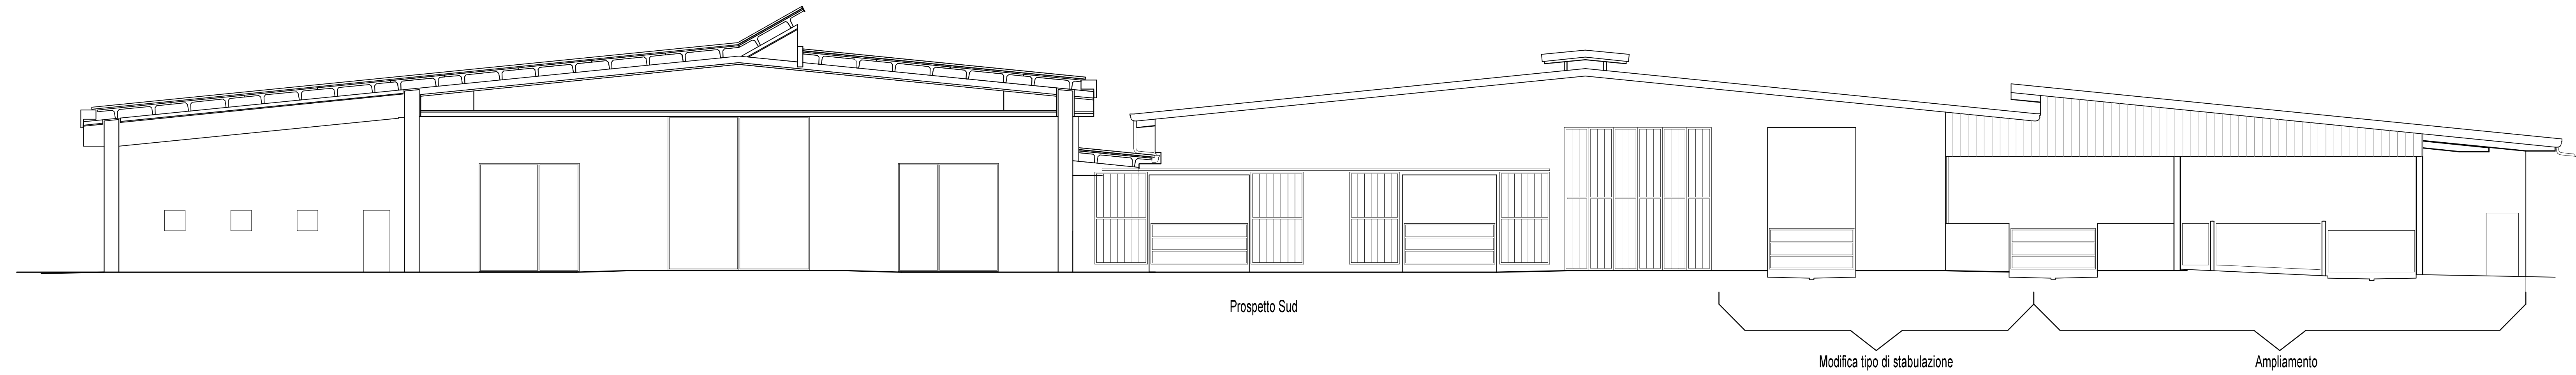 Prospetto Sud
Modifica tipo di stabulazione
Ampliamento